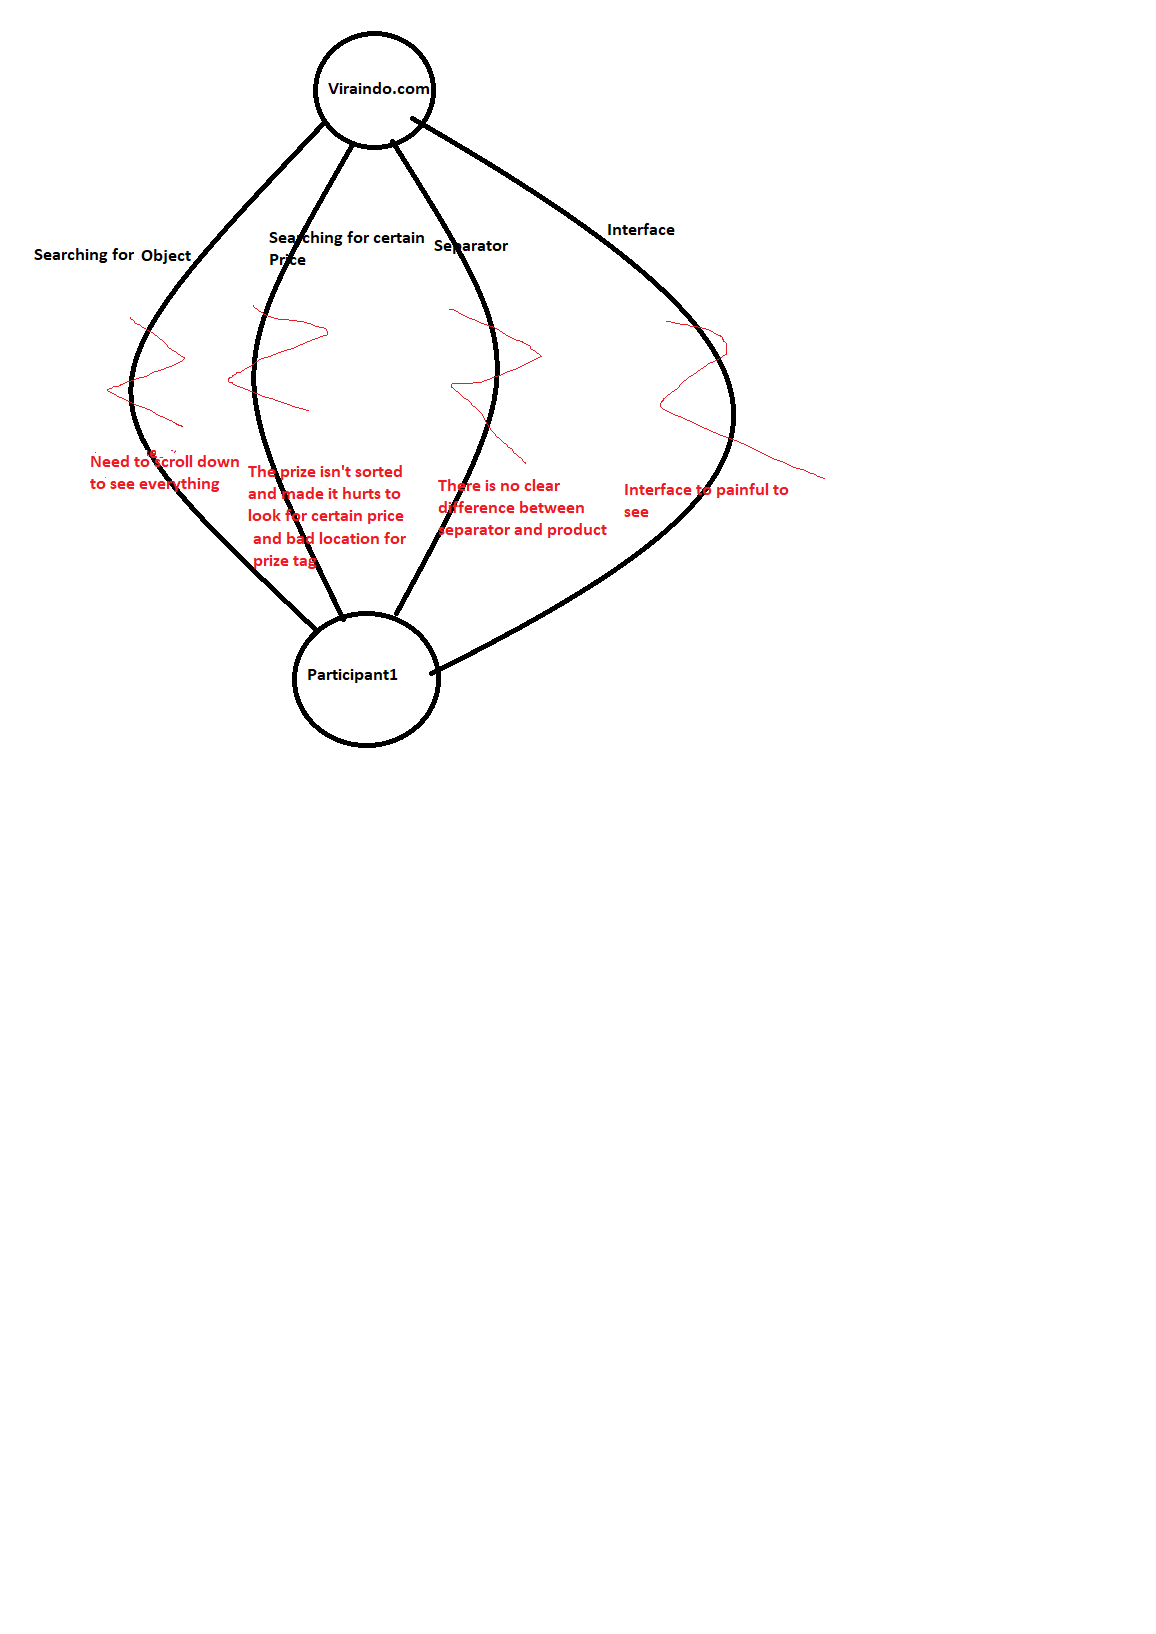 Viraindo.com
Searching for Object
Searching for certain
Price
Separator
Interface
Need to scroll down
to see everything
The prize isn't sorted
and made it hurts to
look for certain price
and bad location for
prize tag
There is no clear
difference between
separator and product
Interface to painful to
see
Participant1